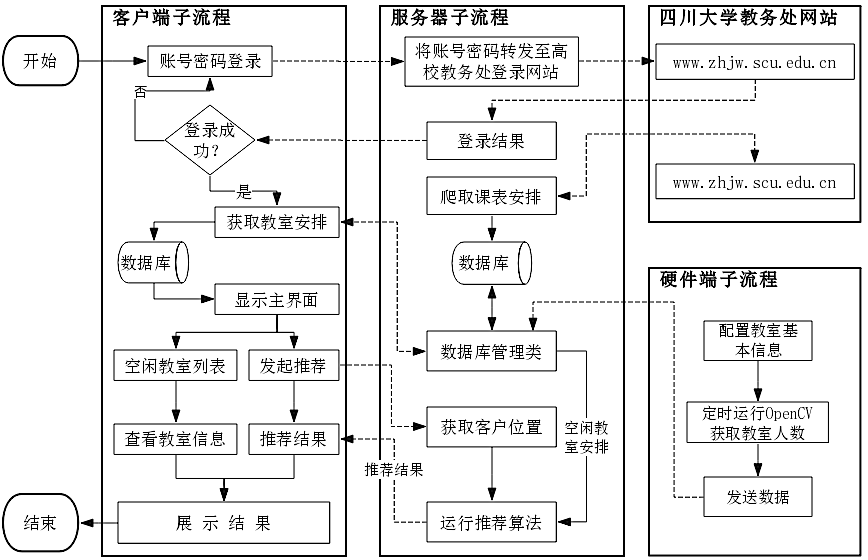 客户端子流程
服务器子流程
四川大学教务处网站
开始
账号密码登录
将账号密码转发至高
校教务处登录网站
www.zhjw.scu.edu.cn
否
登录成
功?
登录结果
是
爬取课表安排
www.zhjw.scu.edu.cn
获取教室安排
数据库
数据库
硬件端子流程
显示主界面
配置教室基
本信息
空闲教室列表
发起推荐
数据库管理类
定时运行OpenCV
获取教室人数
查看教室信息
推荐结果
获取客户位置
空闲教
室安排
推荐结果
发送数据
结束
展 示 结 果
运行推荐算法